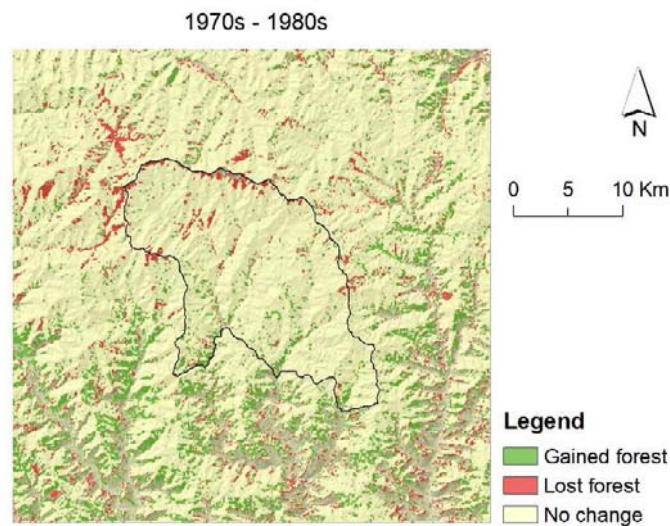 1970s - 1980s
N
0 5 10 Km
Legend
Gained forest
Lost forest
No change